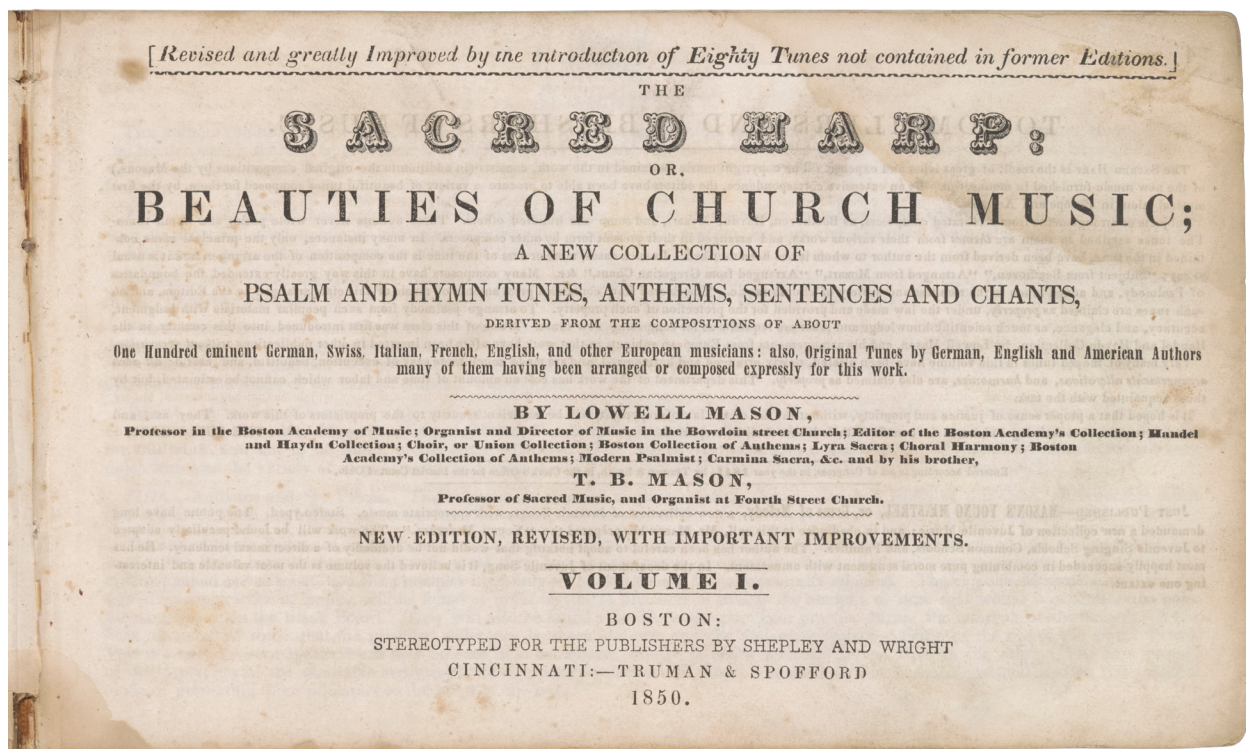 [Revised and greatly Improved by the introduction of Eighty Tunes not contained in former Editions.]
THE
SACRED HARP:
OR,
BEAUTIES OF CHURCH MUSIC;
A NEW COLLECTION OF
PSALM AND HYMN TUNES, ANTHEMS, SENTENCES AND CHANTS,
DERIVED FROM THE COMPOSITIONS OF ABOUT
One Hundred eminent German, Swiss, Italian, French, English, and other European musicians: also, Original Tunes by German, English and American Authors
many of them having been arranged or composed expressly for this work.
BY LOWELL MASON,
Professor in the Boston Academy of Music; Organist and Director of Music in the Bowdoin street Church; Editor of the Boston Academy's Collection; Handel
and Haydn Collection; Choir, or Union Collection; Boston Collection of Anthems; Lyra Sacra; Choral Harmony; Boston
Academy's Collection of Anthems; Modern Psalmist; Carmina Sacra, &c. and by his brother,
T. B. MASON,
Professor of Sacred Music, and Organist at Fourth Street Church.
NEW EDITION, REVISED, WITH IMPORTANT IMPROVEMENTS.
VOLUME I.
BOSTON:
STEREOTYPED FOR THE PUBLISHERS BY SHEPLEY AND WRIGHT
CINCINNATI:—TRUMAN & SPOFFORD
1850.